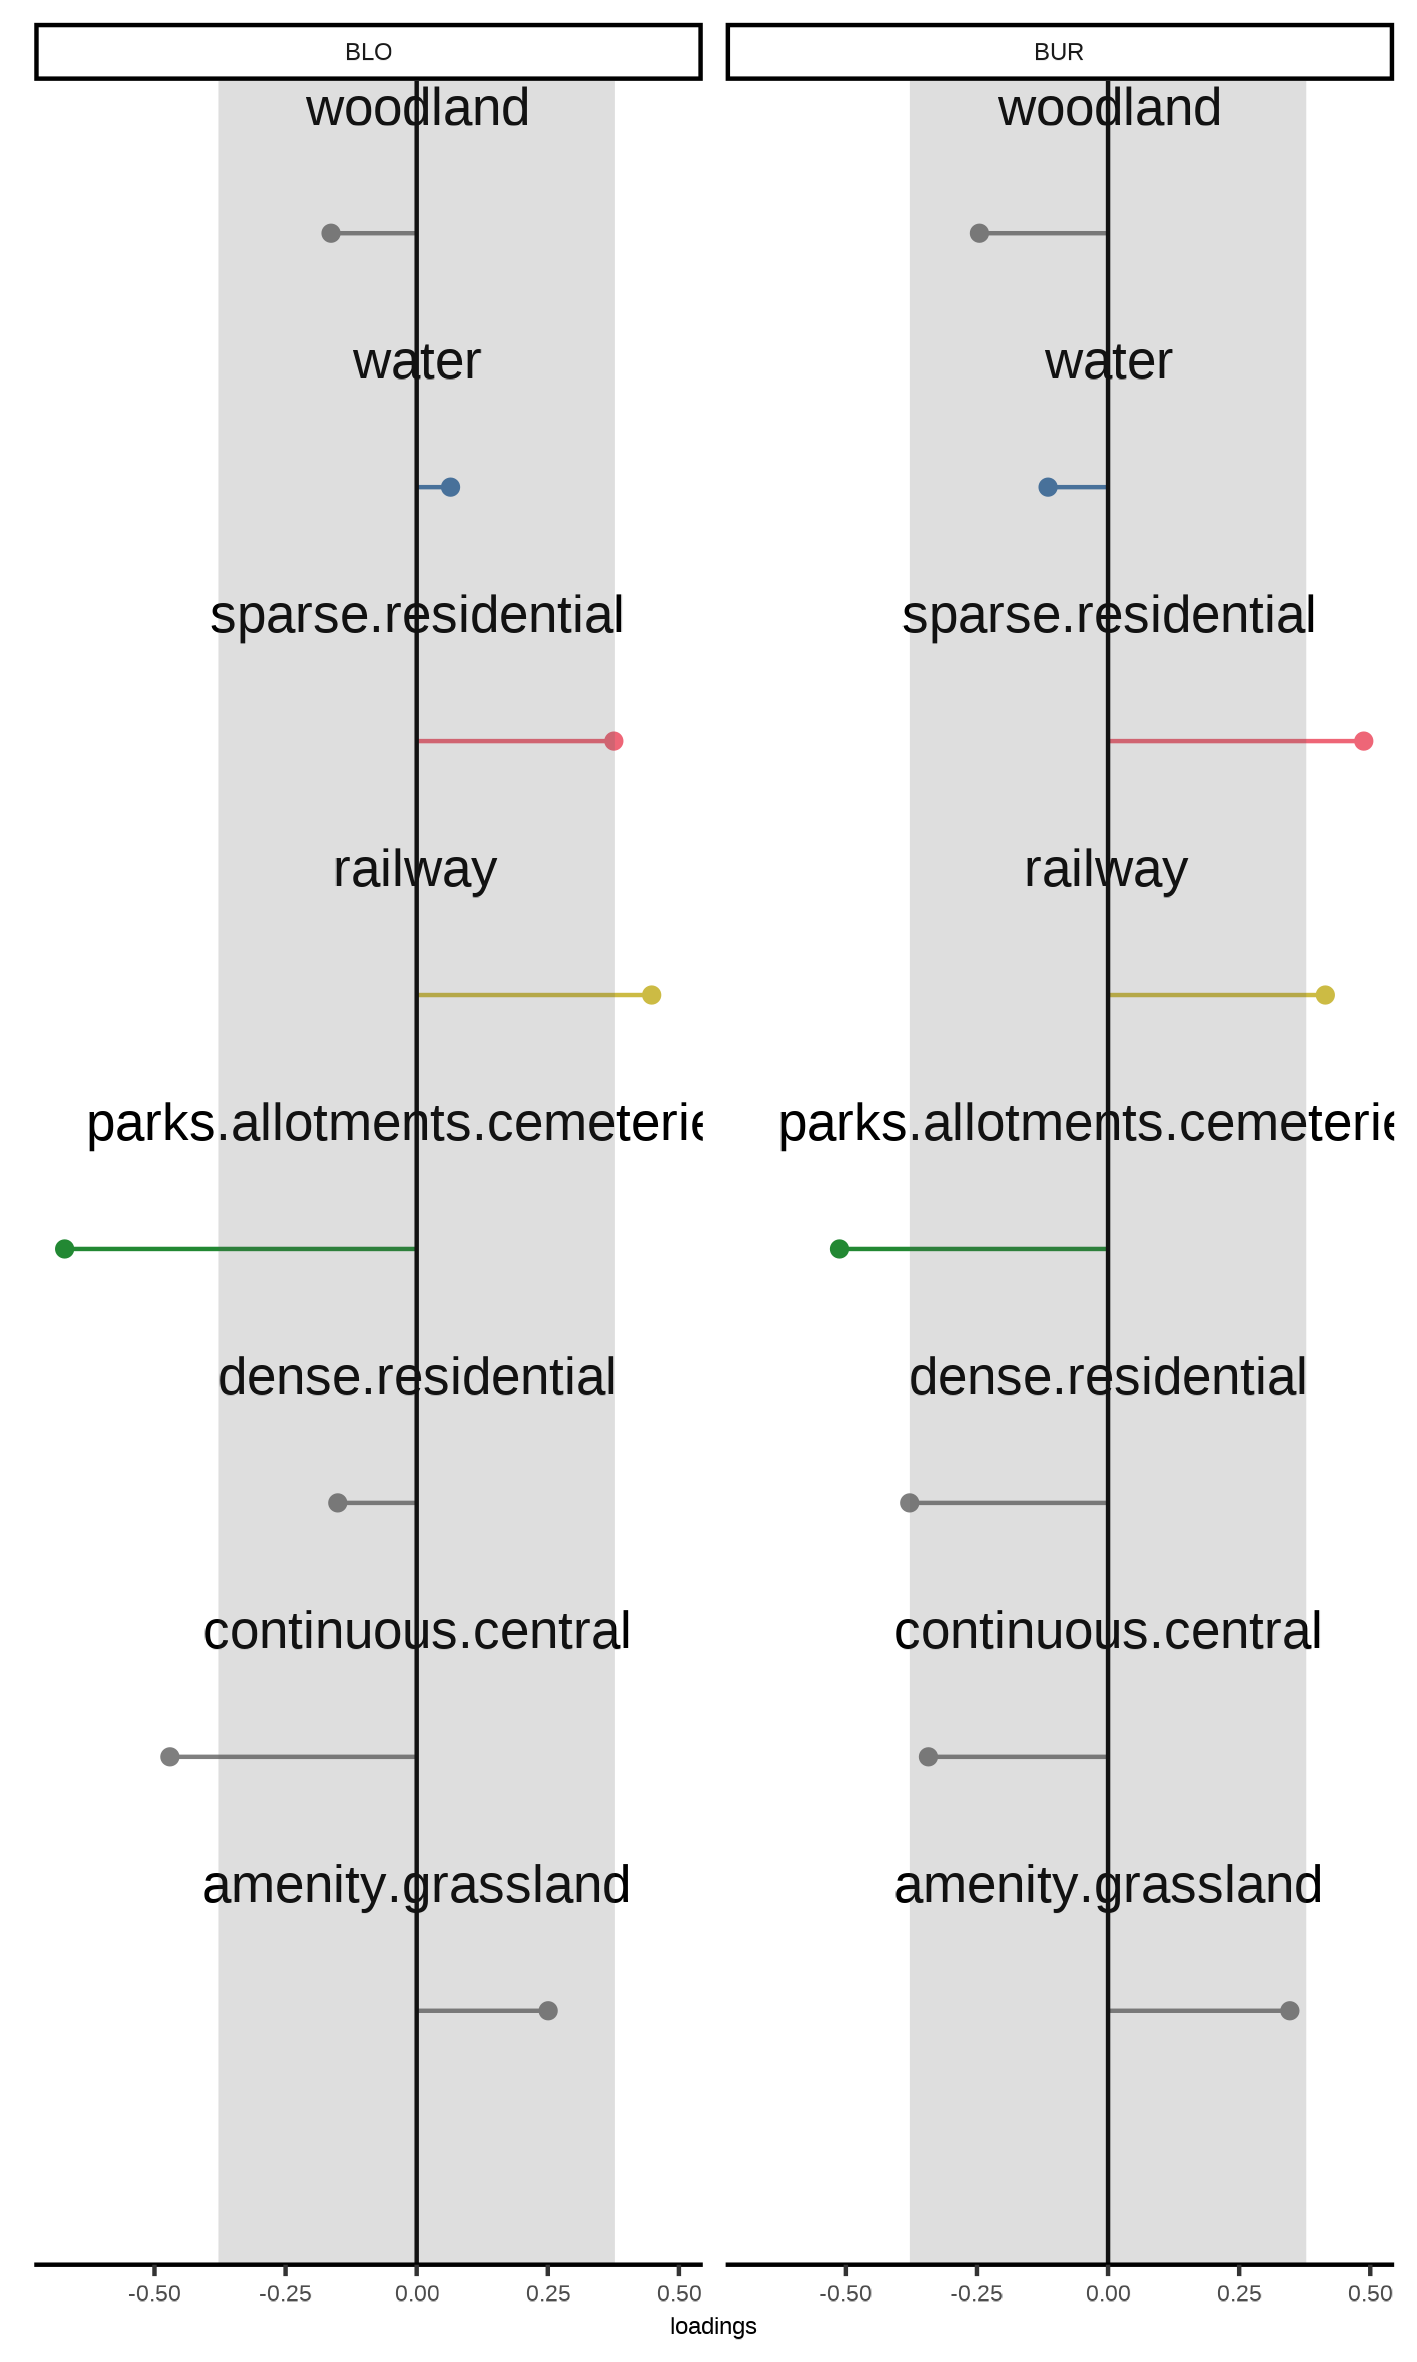 BLO BUR
woodland woodland
water water
sparse.residential sparse.residential
railway railway
parks.allotments.cemeterie parks.allotments.cemeterie
dense.residential dense.residential
continuous.central continuous.central
amenity.grassland amenity.grassland
-0.50 -0.25 0.00 0.25 0.50 -0.50 -0.25 0.00 0.25 0.50
loadings